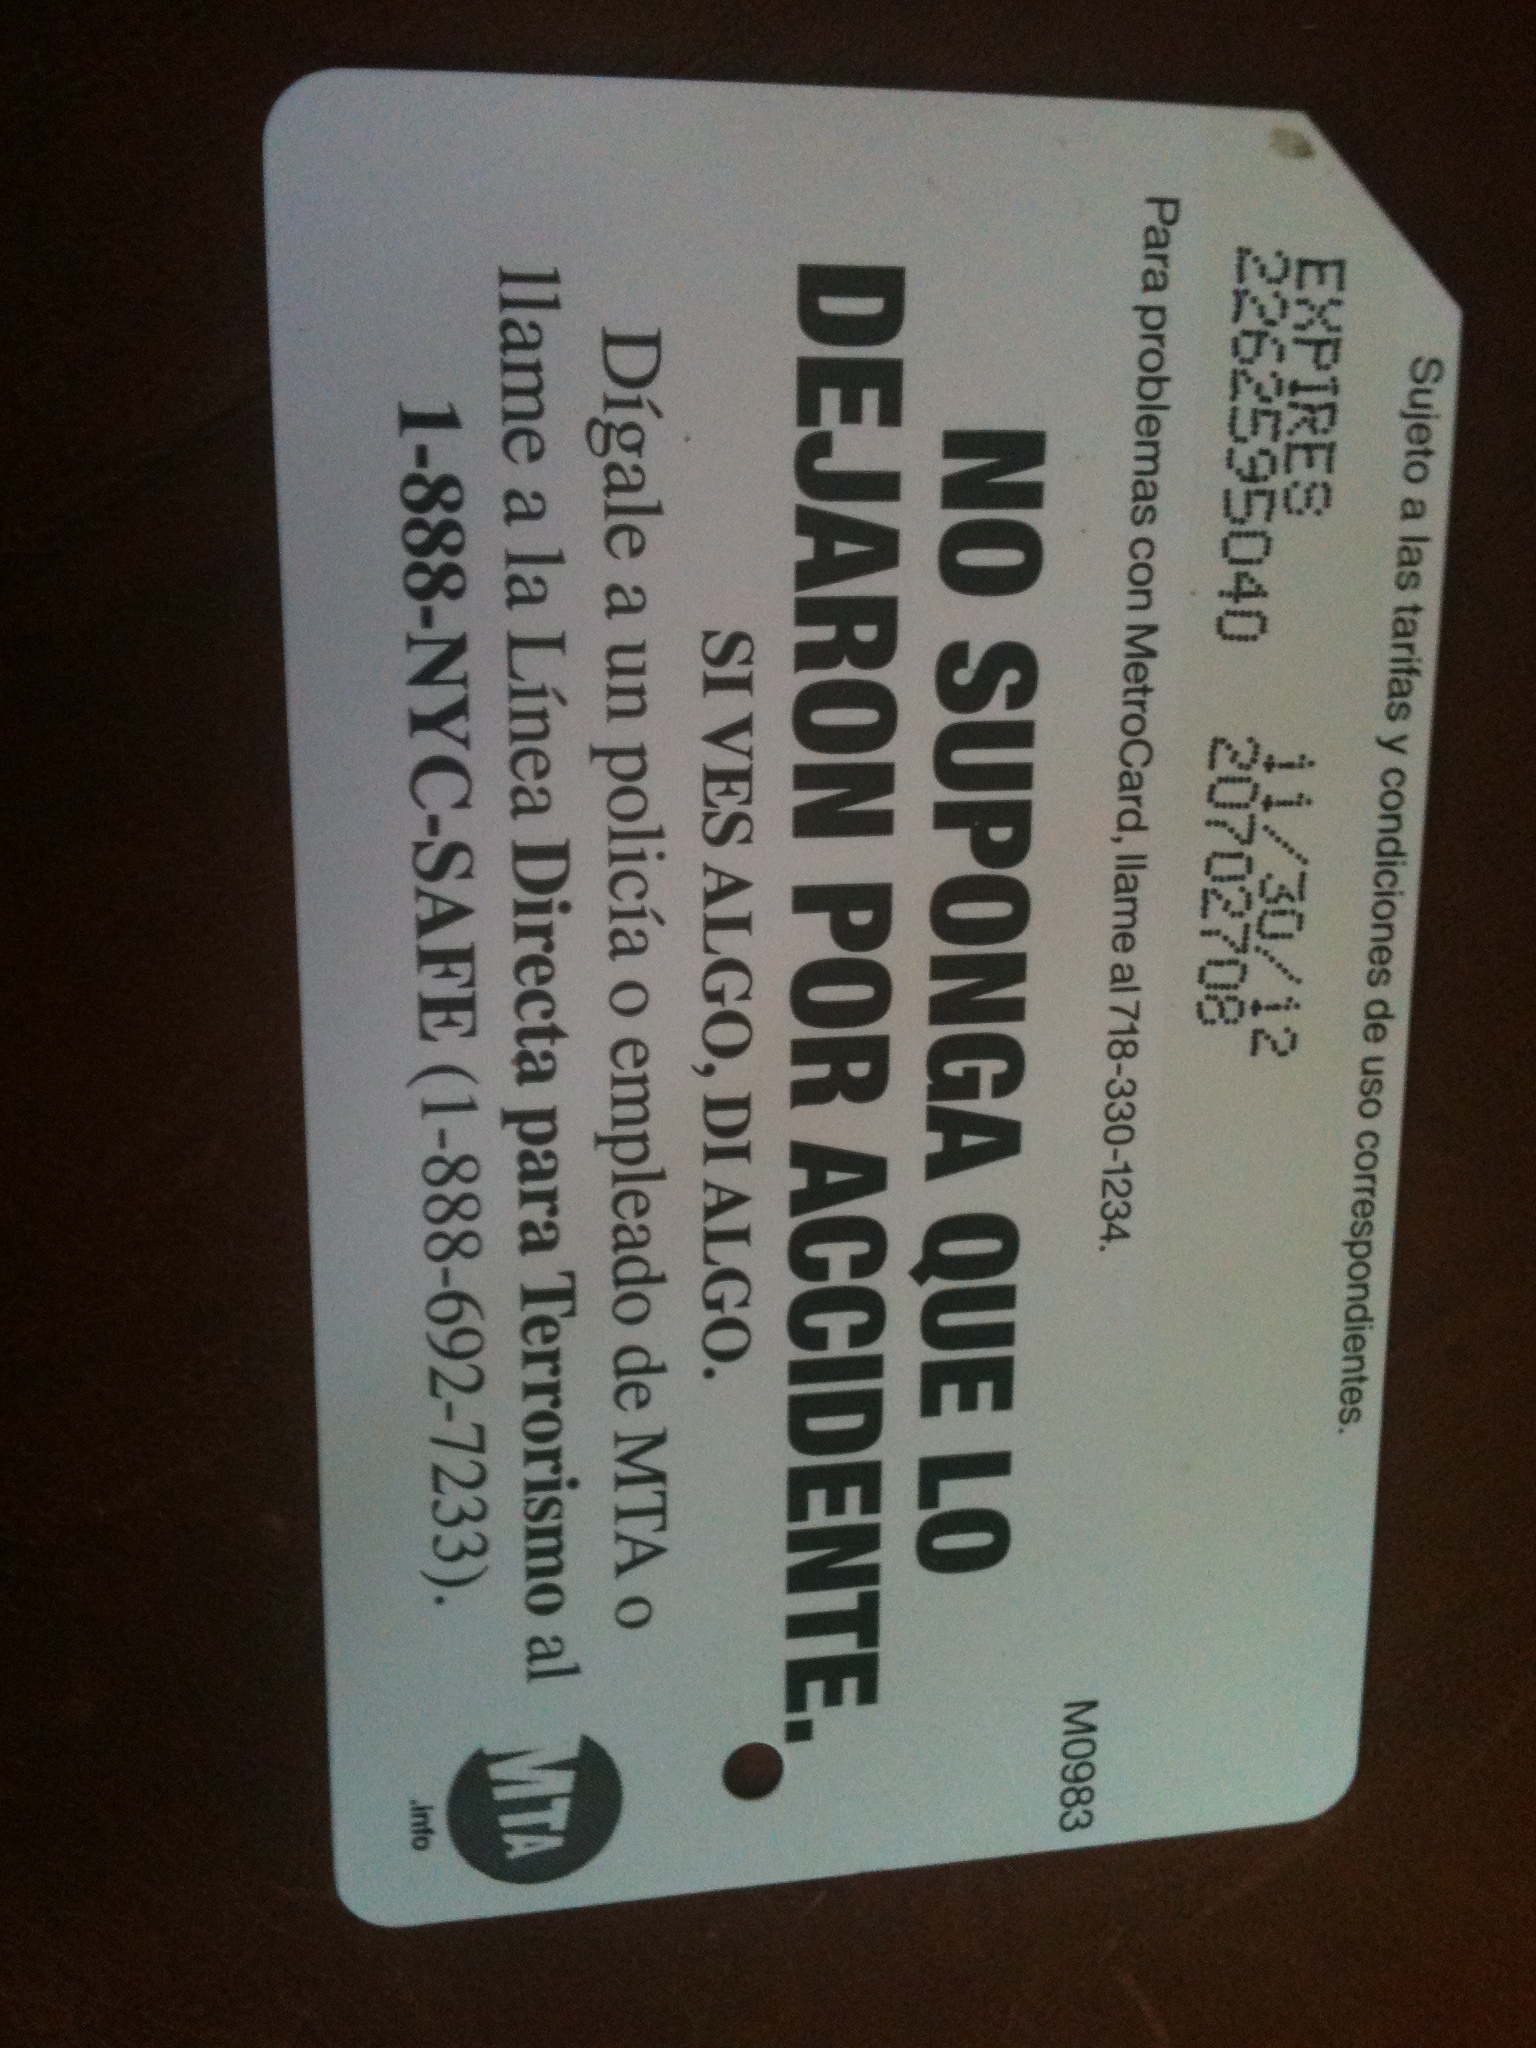 Sujeto a las tarifas y condiciones de uso correspondientes.
EXPIRES 11/30/12
2262595040 20702708
Para problemas con MetroCard, llame al 718-330-1234.
M0983
NO SUPONGA QUE LO
DEJARON POR ACCIDENTE.
SI VES ALGO, DI ALGO.
Dígale a un policía o empleado de MTA o
llame a la Línea Directa para Terrorismo al
1-888-NYC-SAFE (1-888-692-7233).
MTA
.info